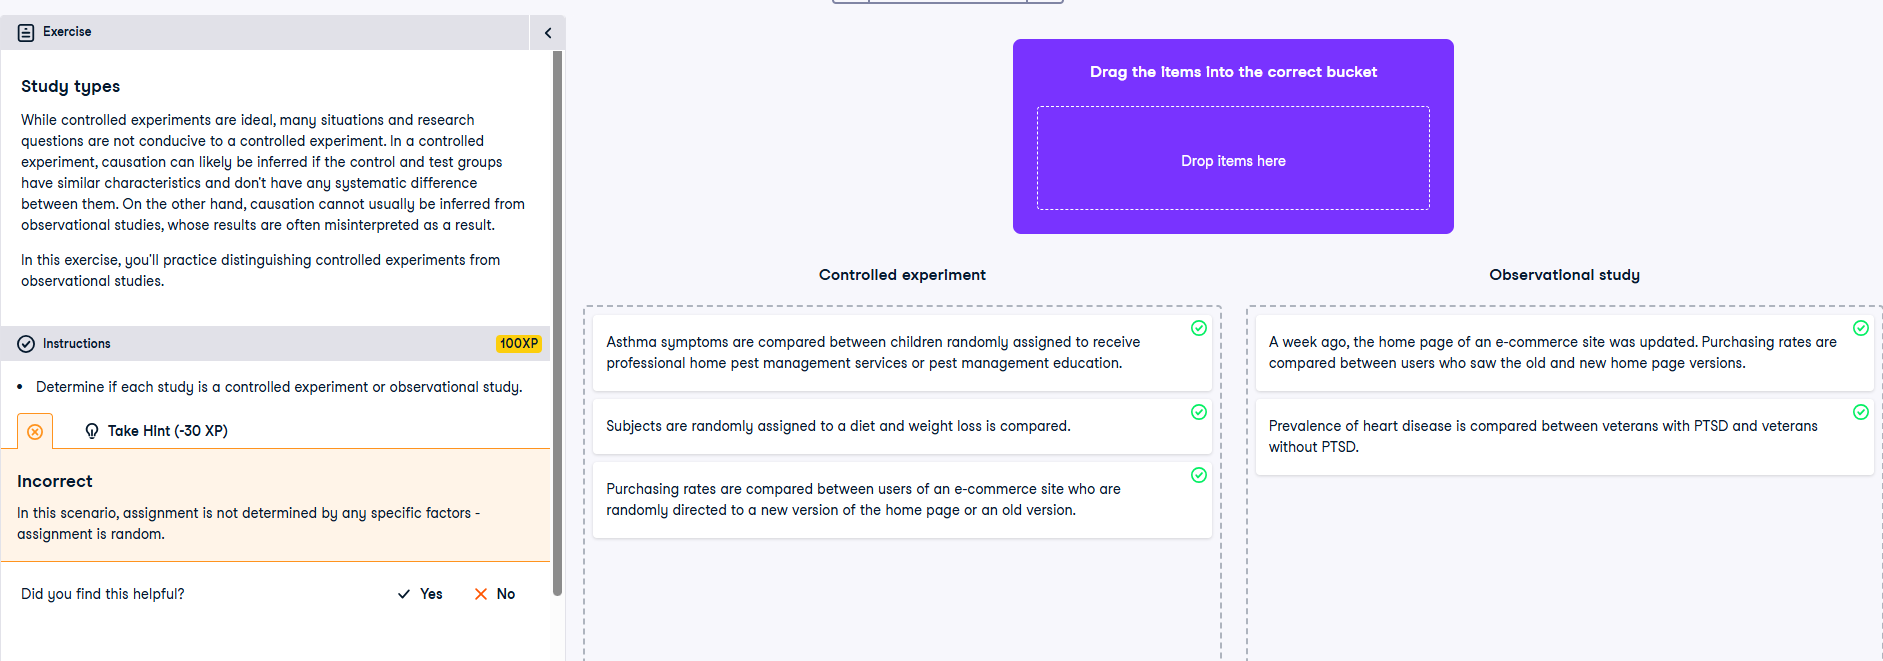 Exercise
Study types
While controlled experiments are ideal, many situations and research
questions are not conducive to a controlled experiment. In a controlled
experiment, causation can likely be inferred if the control and test groups
have similar characteristics and don't have any systematic difference
between them. On the other hand, causation cannot usually be inferred from
observational studies, whose results are often misinterpreted as a result.
In this exercise, you'll practice distinguishing controlled experiments from
observational studies.
Instructions
100XP
Determine if each study is a controlled experiment or observational study.
Take Hint (-30 XP)
Incorrect
In this scenario, assignment is not determined by any specific factors -
assignment is random.
Did you find this helpful?
Yes
No
Drag the items into the correct bucket
Drop items here
Controlled experiment
Asthma symptoms are compared between children randomly assigned to receive
professional home pest management services or pest management education.
Subjects are randomly assigned to a diet and weight loss is compared.
Purchasing rates are compared between users of an e-commerce site who are
randomly directed to a new version of the home page or an old version.
Observational study
A week ago, the home page of an e-commerce site was updated. Purchasing rates are
compared between users who saw the old and new home page versions.
Prevalence of heart disease is compared between veterans with PTSD and veterans
without PTSD.